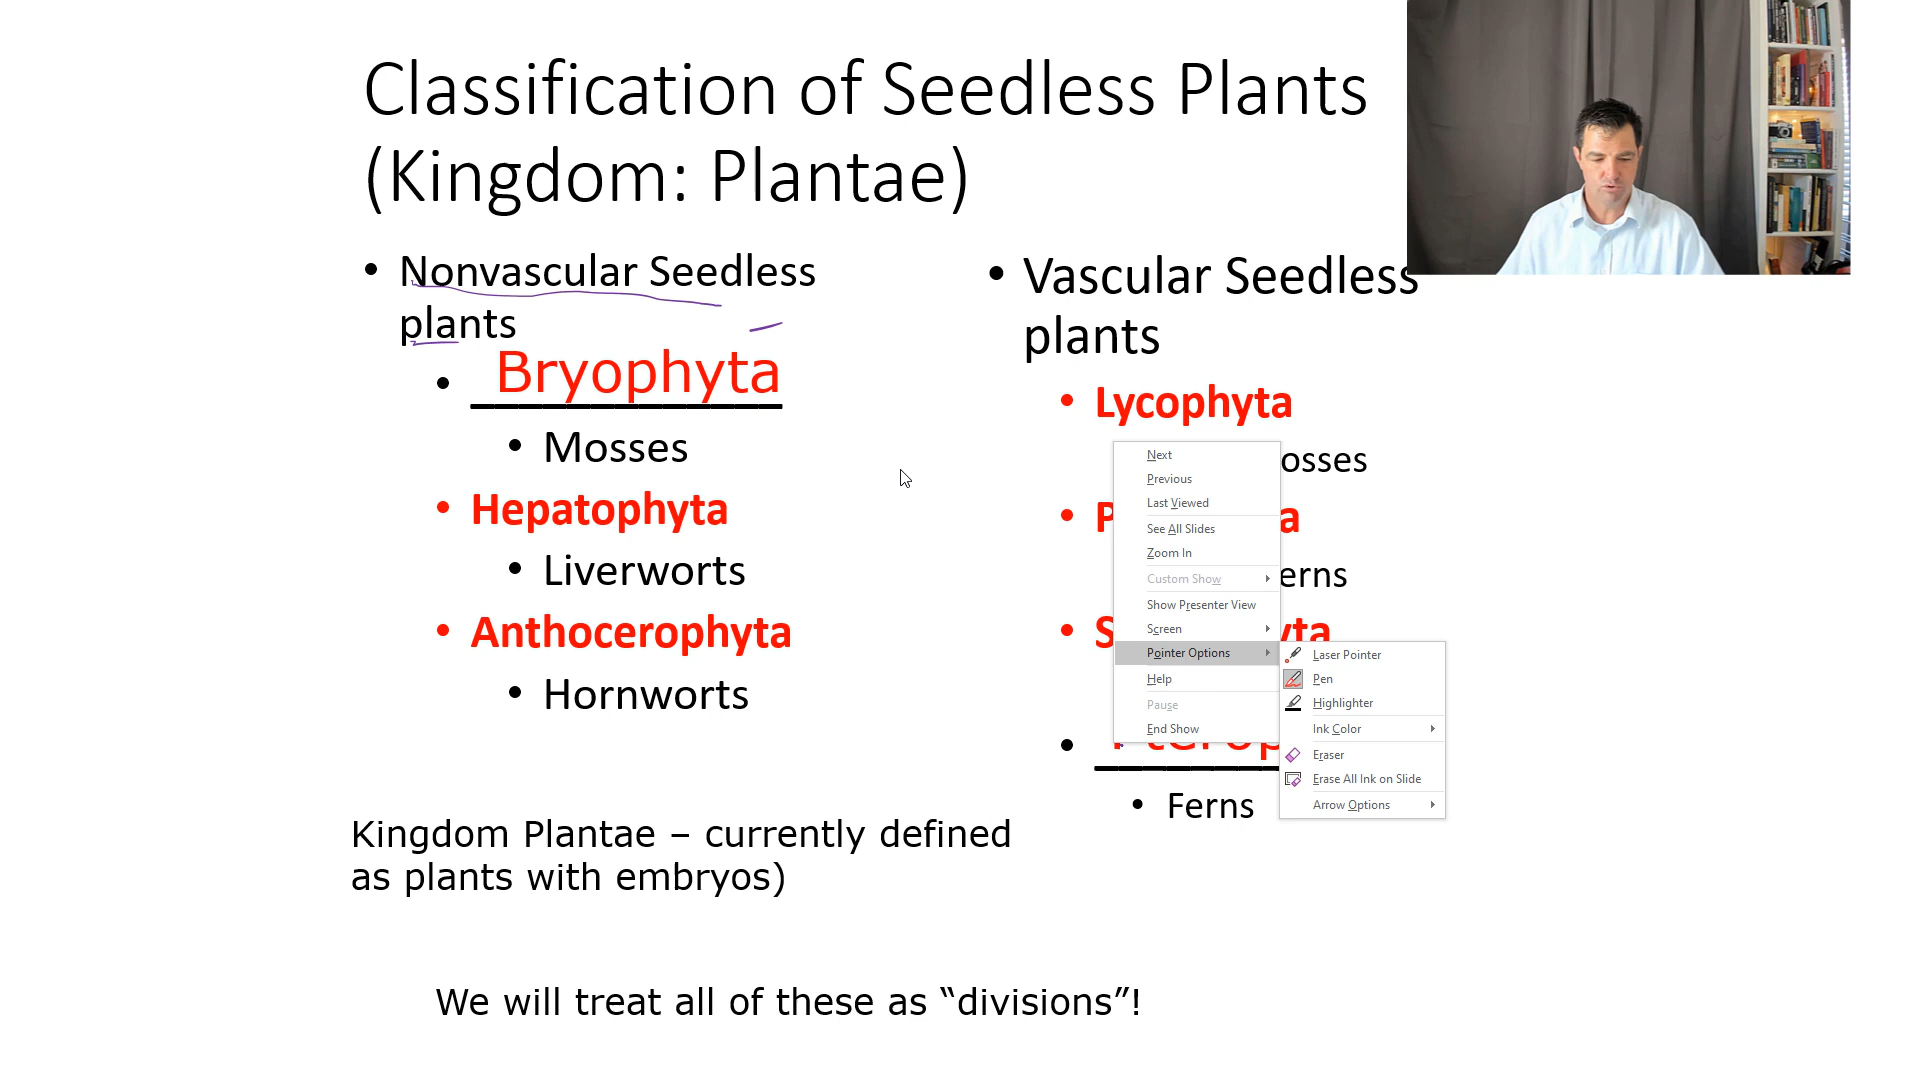 Classification of Seedless Plants
(Kingdom: Plantae)
• Nonvascular Seedless
plants
• Bryophyta
• Mosses
• Hepatophyta
• Liverworts
• Anthocerophyta
• Hornworts
Kingdom Plantae – currently defined
as plants with embryos)
We will treat all of these as “divisions”!
• Vascular Seedless
plants
• Lycophyta
osses
erns
• Ferns
Next
Previous
Last Viewed
See All Slides
Zoom In
Custom Show
Show Presenter View
Screen
Pointer Options
Help
Pause
End Show
Laser Pointer
Pen
Highlighter
Ink Color
Eraser
Erase All Ink on Slide
Arrow Options